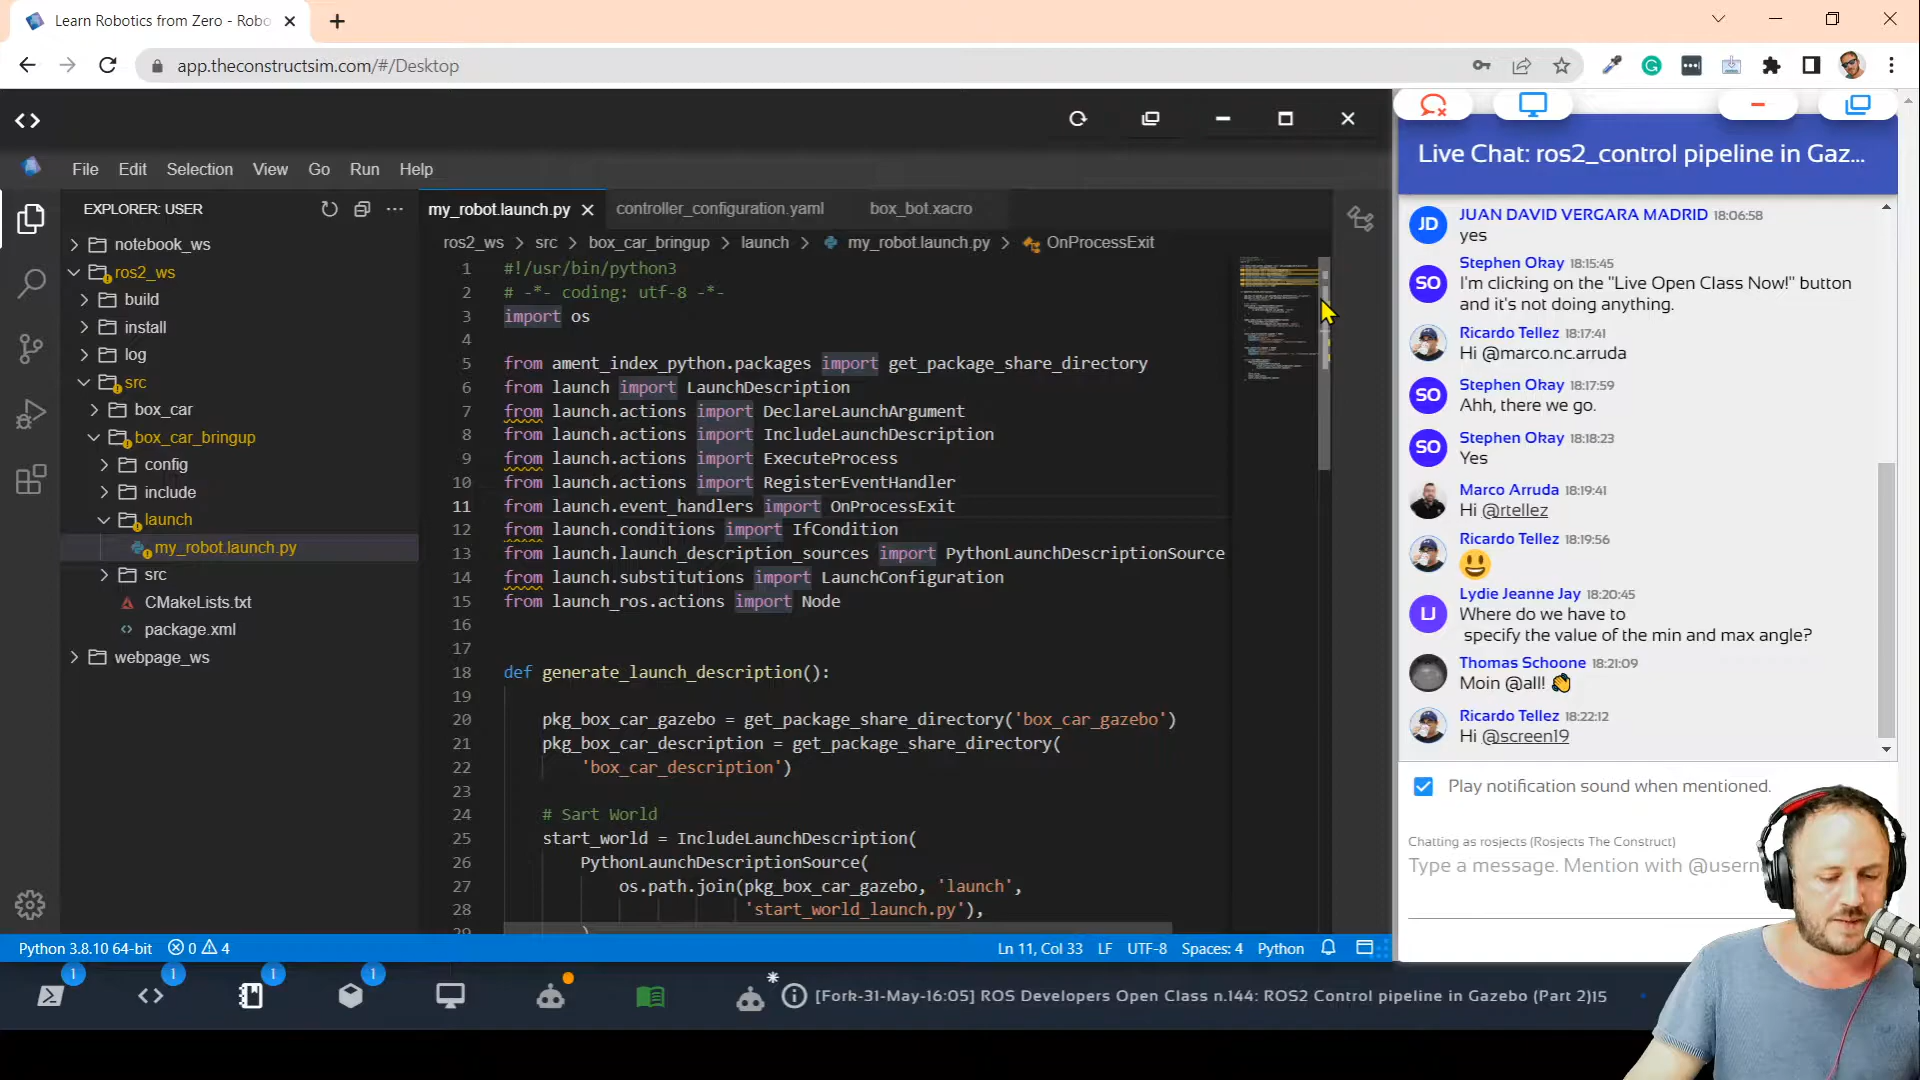 Learn Robotics from Zero - Robo
app.theconstructsim.com/#/Desktop
File Edit Selection View Go Run Help
EXPLORER: USER
notebook_ws
ros2_ws
build
install
log
src
box_car
box_car_bringup
config
include
launch
my_robot.launch.py
src
CMakeLists.txt
package.xml
webpage_ws
my_robot.launch.py controller_configuration.yaml box_bot.xacro
ros2_ws > src > box_car_bringup > launch > my_robot.launch.py > OnProcessExit
1 #!/usr/bin/python3
2 # -*- coding: utf-8 -*-
3 import os
4
5 from ament_index_python.packages import get_package_share_directory
6 from launch import LaunchDescription
7 from launch.actions import DeclareLaunchArgument
8 from launch.actions import IncludeLaunchDescription
9 from launch.actions import ExecuteProcess
10 from launch.actions import RegisterEventHandler
11 from launch.event_handlers import OnProcessExit
12 from launch.conditions import IfCondition
13 from launch.launch_description_sources import PythonLaunchDescriptionSource
14 from launch.substitutions import LaunchConfiguration
15 from launch_ros.actions import Node
16
17
18 def generate_launch_description():
19
20 pkg_box_car_gazebo = get_package_share_directory('box_car_gazebo')
21 pkg_box_car_description = get_package_share_directory(
22 'box_car_description')
23
24 # Sart World
25 start_world = IncludeLaunchDescription(
26 PythonLaunchDescriptionSource(
27 os.path.join(pkg_box_car_gazebo, 'launch',
28 'start_world_launch.py'),
29 )
Python 3.8.10 64-bit 0 4
Ln 11, Col 33 LF UTF-8 Spaces: 4 Python
1 1 1 1
[Fork-31-May-16:05] ROS Developers Open Class n.144: ROS2 Control pipeline in Gazebo (Part 2)15
Live Chat: ros2_control pipeline in Gaz...
JD
JUAN DAVID VERGARA MADRID 18:06:58
yes
SO
Stephen Okay 18:15:45
I'm clicking on the "Live Open Class Now!" button
and it's not doing anything.
Ricardo Tellez 18:17:41
Hi @marco.nc.arruda
SO
Stephen Okay 18:17:59
Ahh, there we go.
SO
Stephen Okay 18:18:23
Yes
Marco Arruda 18:19:41
Hi @rtellez
Ricardo Tellez 18:19:56
😃
LJ
Lydie Jeanne Jay 18:20:45
Where do we have to
specify the value of the min and max angle?
Thomas Schoone 18:21:09
Moin @all! 👏
Ricardo Tellez 18:22:12
Hi @screen19
Play notification sound when mentioned.
Chatting as rosjects (Rosjects The Construct)
Type a message. Mention with @usern